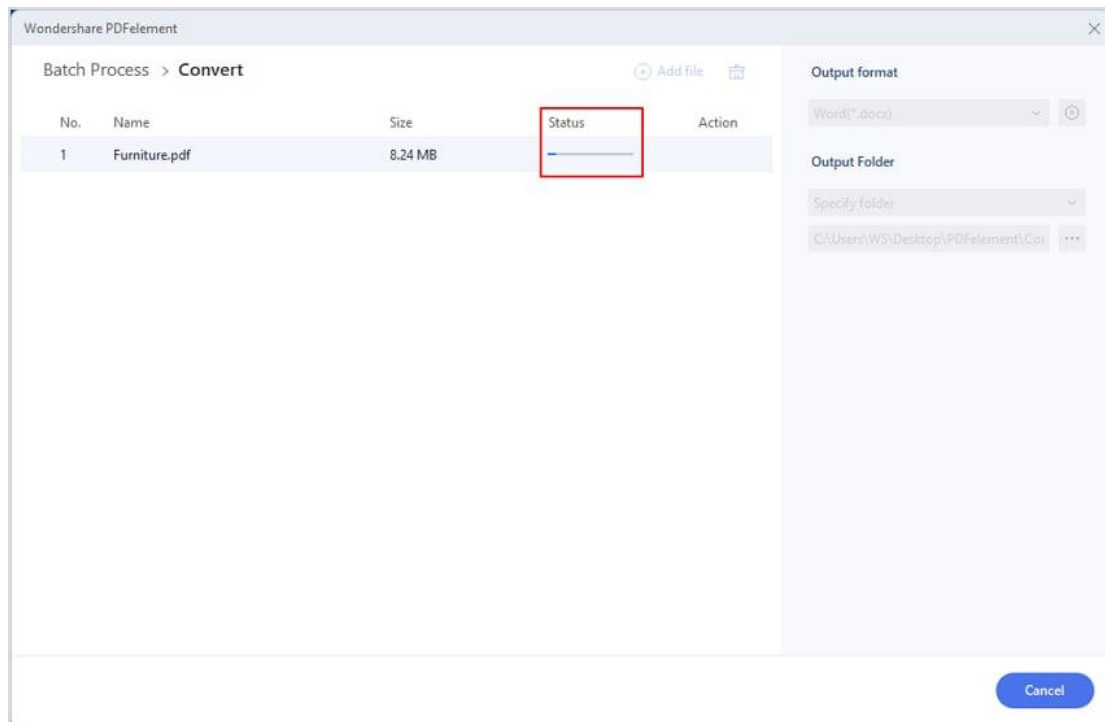 Wondershare PDFelement
Batch Process > Convert
Add file
No. Name Size Status Action
1 Furniture.pdf 8.24 MB
Output format
Word(*.docx)
Output Folder
Specify folder
C:\Users\WS\Desktop\PDFelement\Cor
Cancel